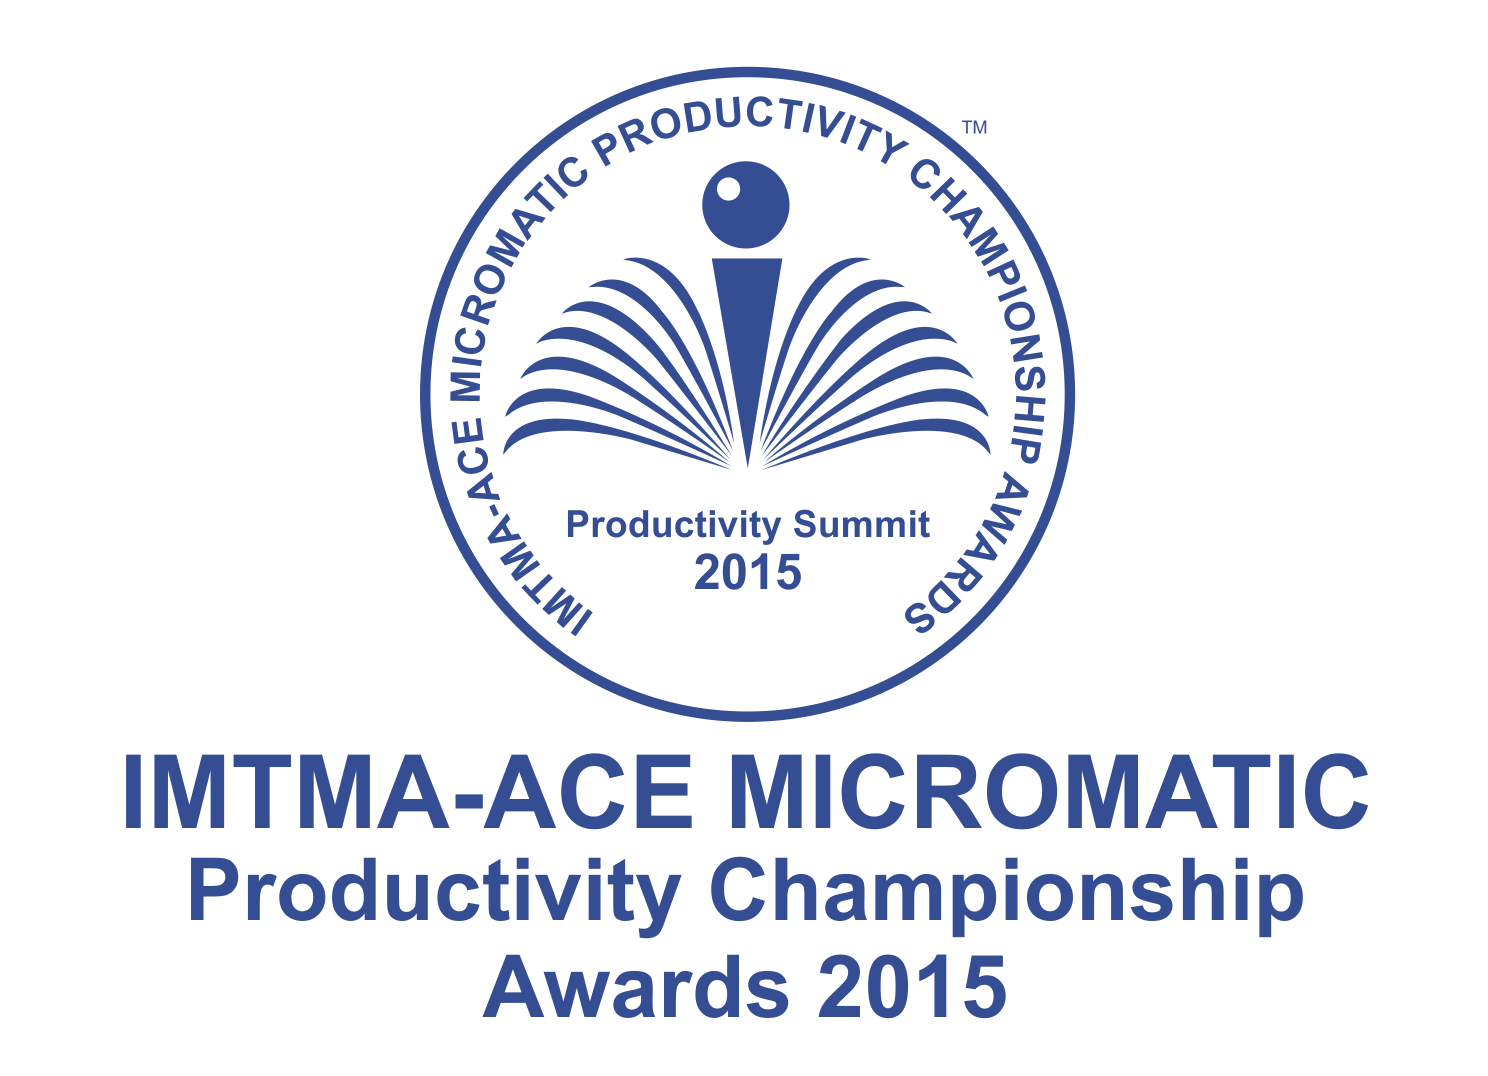 IMTMA-ACE MICROMATIC PRODUCTIVITY CHAMPIONSHIP AWARDS
TM
Productivity Summit
2015
IMTMA-ACE MICROMATIC
Productivity Championship
Awards 2015